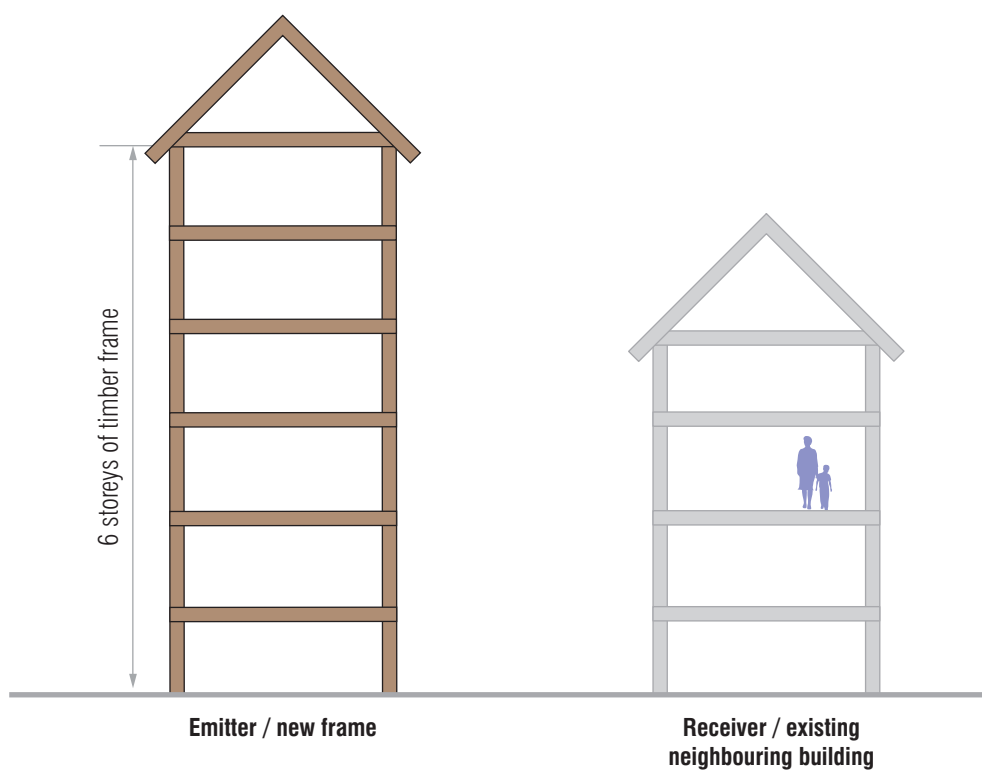 6 storeys of timber frame
Emitter / new frame
Receiver / existing
neighbouring building